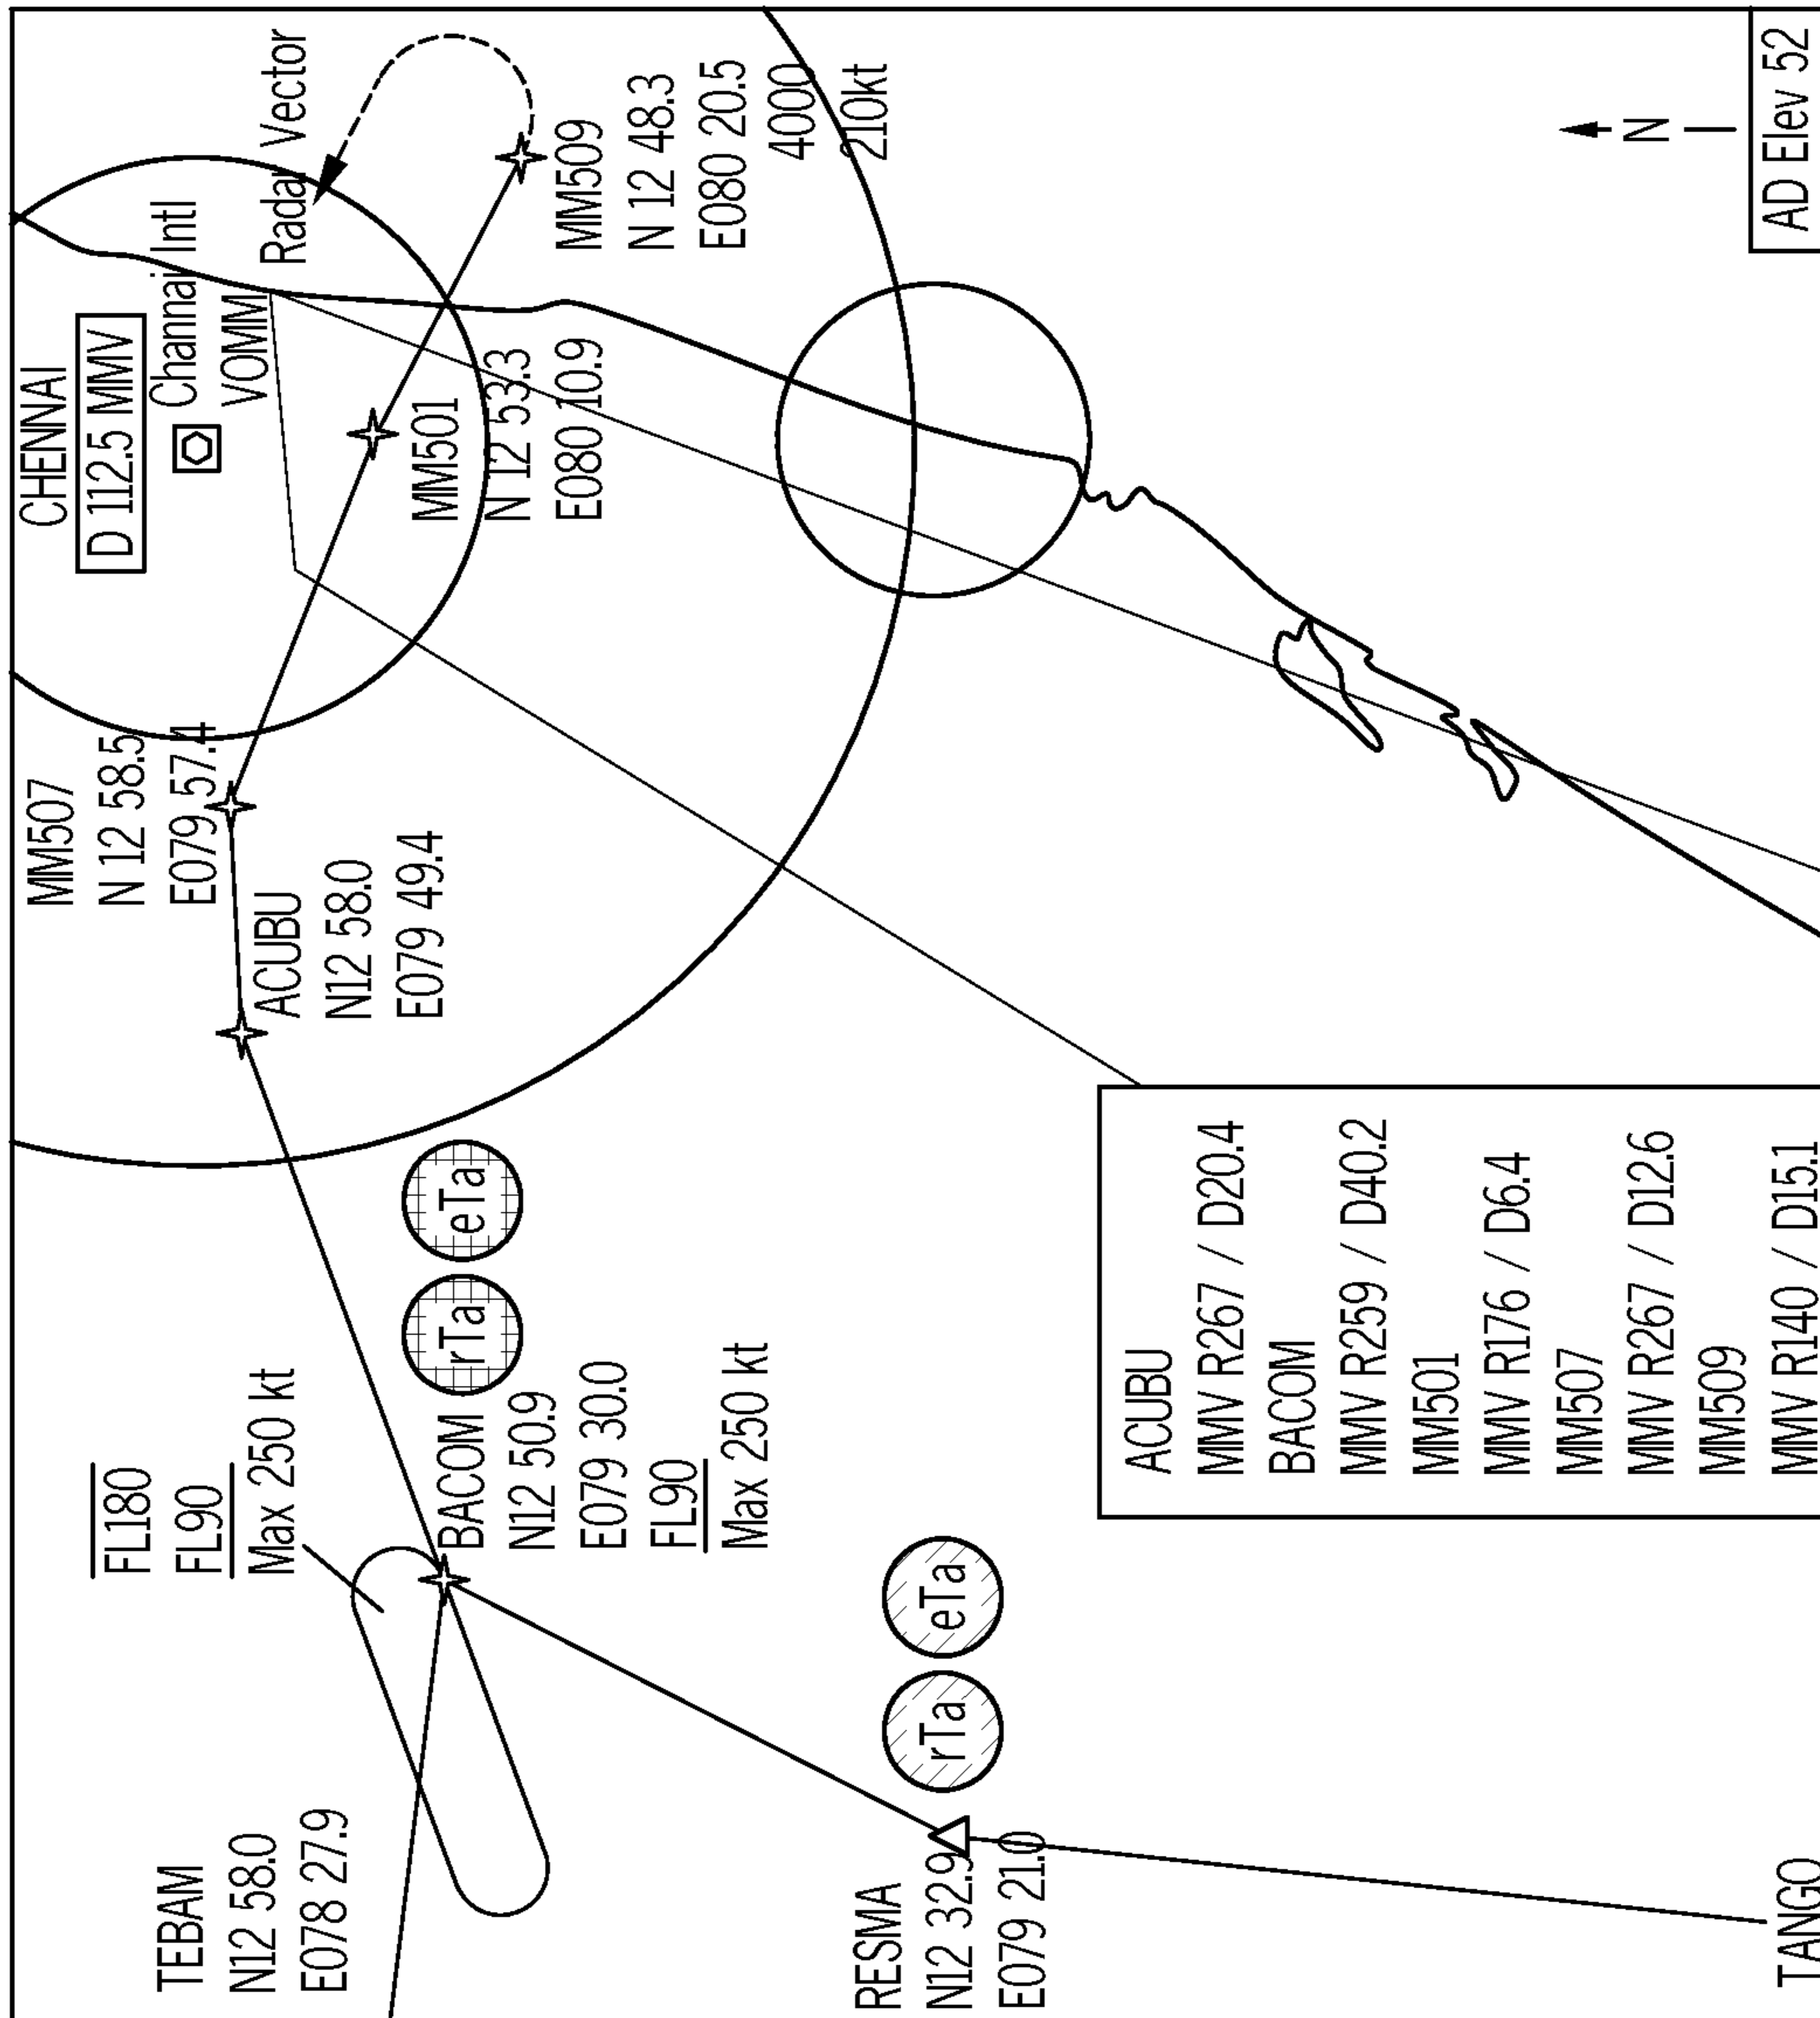 CHENNAI
D 112.5 MMV
Channai Intl
VOMM
Radar Vector
MM507
N 12 58.5
E079 57.4
ACUBU
N12 58.0
E079 49.4
MM501
N 12 53.3
E080 10.9
MM509
N 12 48.3
E080 20.5
4000
210kt
FL180
FL90
Max 250 kt
rTa
eTa
BACOM
N12 50.9
E079 30.0
FL90
Max 250 kt
TEBAM
N12 58.0
E078 27.9
rTa
eTa
RESMA
N12 32.9
E079 21.0
ACUBU
MMV R267 / D20.4
BACOMI
MMV R259 / D40.2
MM501
MMV R176 / D6.4
MM507
MMV R267 / D12.6
MM509
MMV R140 / D15.1
N
AD Elev 52
TANGO